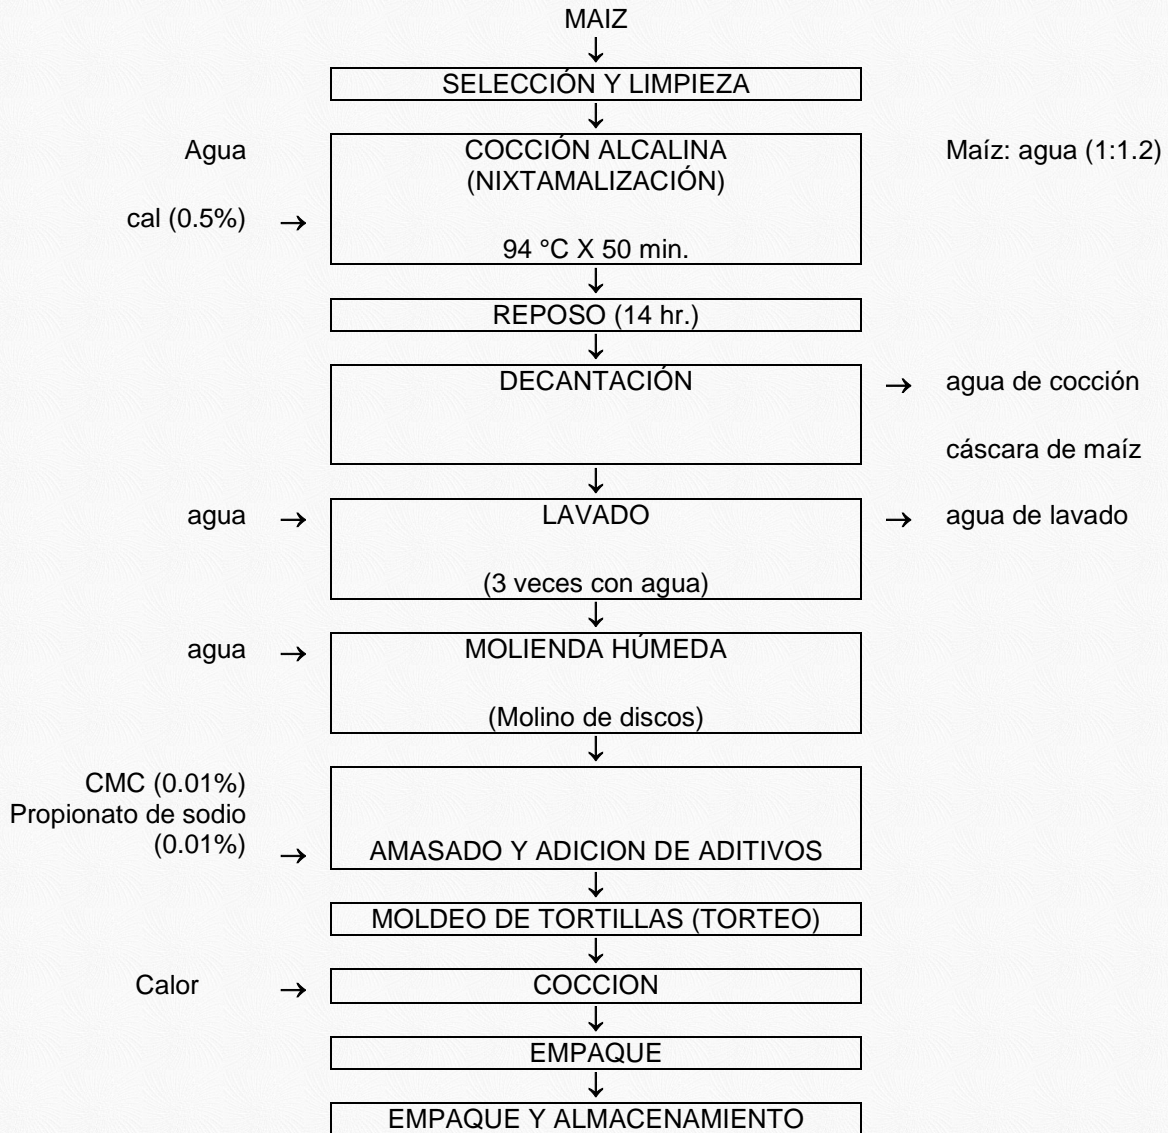 MAIZ
↓
SELECCIÓN Y LIMPIEZA
↓
Agua
COCCIÓN ALCALINA
Maíz: agua (1:1.2)
(NIXTAMALIZACIÓN)
cal (0.5%) →
94 °C X 50 min.
↓
REPOSO (14 hr.)
↓
DECANTACIÓN
→ agua de cocción
cáscara de maíz
↓
agua →
LAVADO
→ agua de lavado
(3 veces con agua)
↓
agua →
MOLIENDA HÚMEDA
(Molino de discos)
↓
CMC (0.01%)
Propionato de sodio
(0.01%) →
AMASADO Y ADICION DE ADITIVOS
↓
MOLDEO DE TORTILLAS (TORTEO)
↓
Calor →
COCCION
↓
EMPAQUE
↓
EMPAQUE Y ALMACENAMIENTO